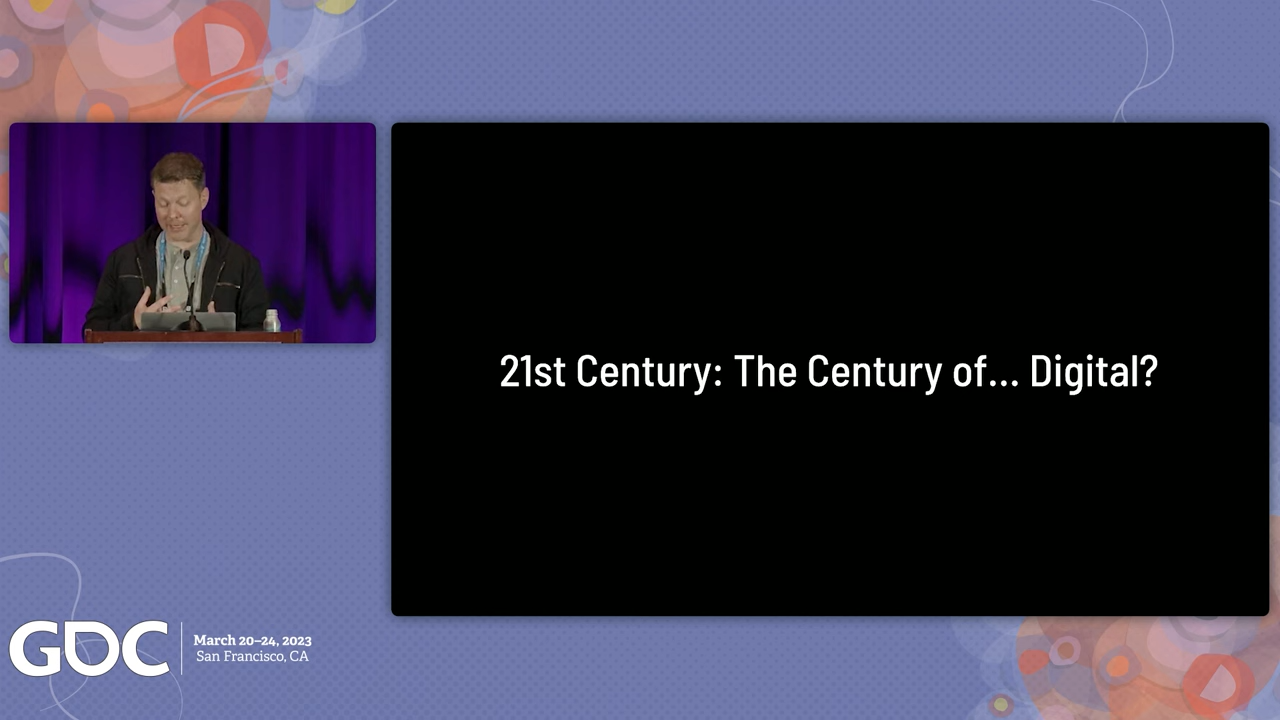 21st Century: The Century of... Digital?
GDC
March 20–24, 2023
San Francisco, CA